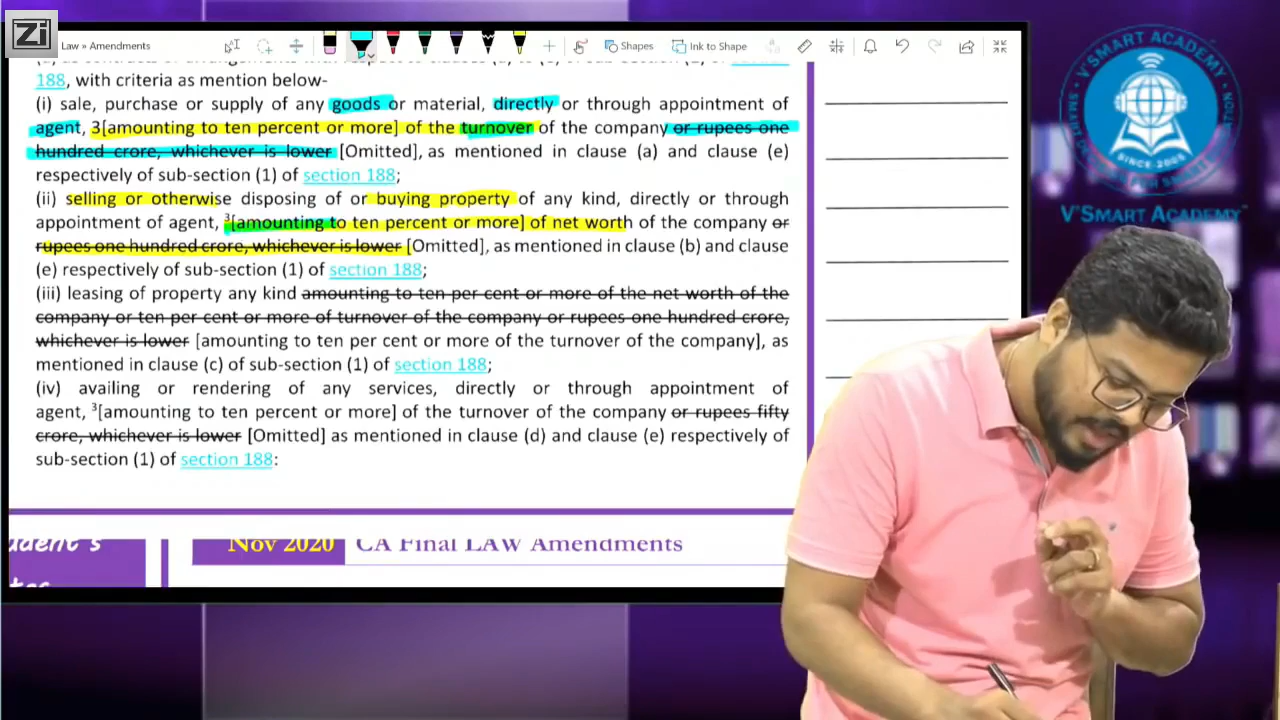 Zi
Law » Amendments
Shapes
Ink to Shape
188, with criteria as mention below-
(i) sale, purchase or supply of any goods or material, directly or through appointment of
agent, 3[amounting to ten percent or more] of the turnover of the company or rupees one
hundred crore, whichever is lower [Omitted], as mentioned in clause (a) and clause (e)
respectively of sub-section (1) of section 188;
(ii) selling or otherwise disposing of or buying property of any kind, directly or through
appointment of agent, 3[amounting to ten percent or more] of net worth of the company or
rupees one hundred crore, whichever is lower [Omitted], as mentioned in clause (b) and clause
(e) respectively of sub-section (1) of section 188;
(iii) leasing of property any kind amounting to ten per cent or more of the net worth of the
company or ten per cent or more of turnover of the company or rupees one hundred crore,
whichever is lower [amounting to ten per cent or more of the turnover of the company], as
mentioned in clause (c) of sub-section (1) of section 188;
(iv) availing or rendering of any services, directly or through appointment of
agent, 3[amounting to ten percent or more] of the turnover of the company or rupees fifty
crore, whichever is lower [Omitted] as mentioned in clause (d) and clause (e) respectively of
sub-section (1) of section 188:
Nov 2020 CA Final LAW Amendments
V'SMART ACADEMY
SINCE-2005
V'SMART ACADEMY